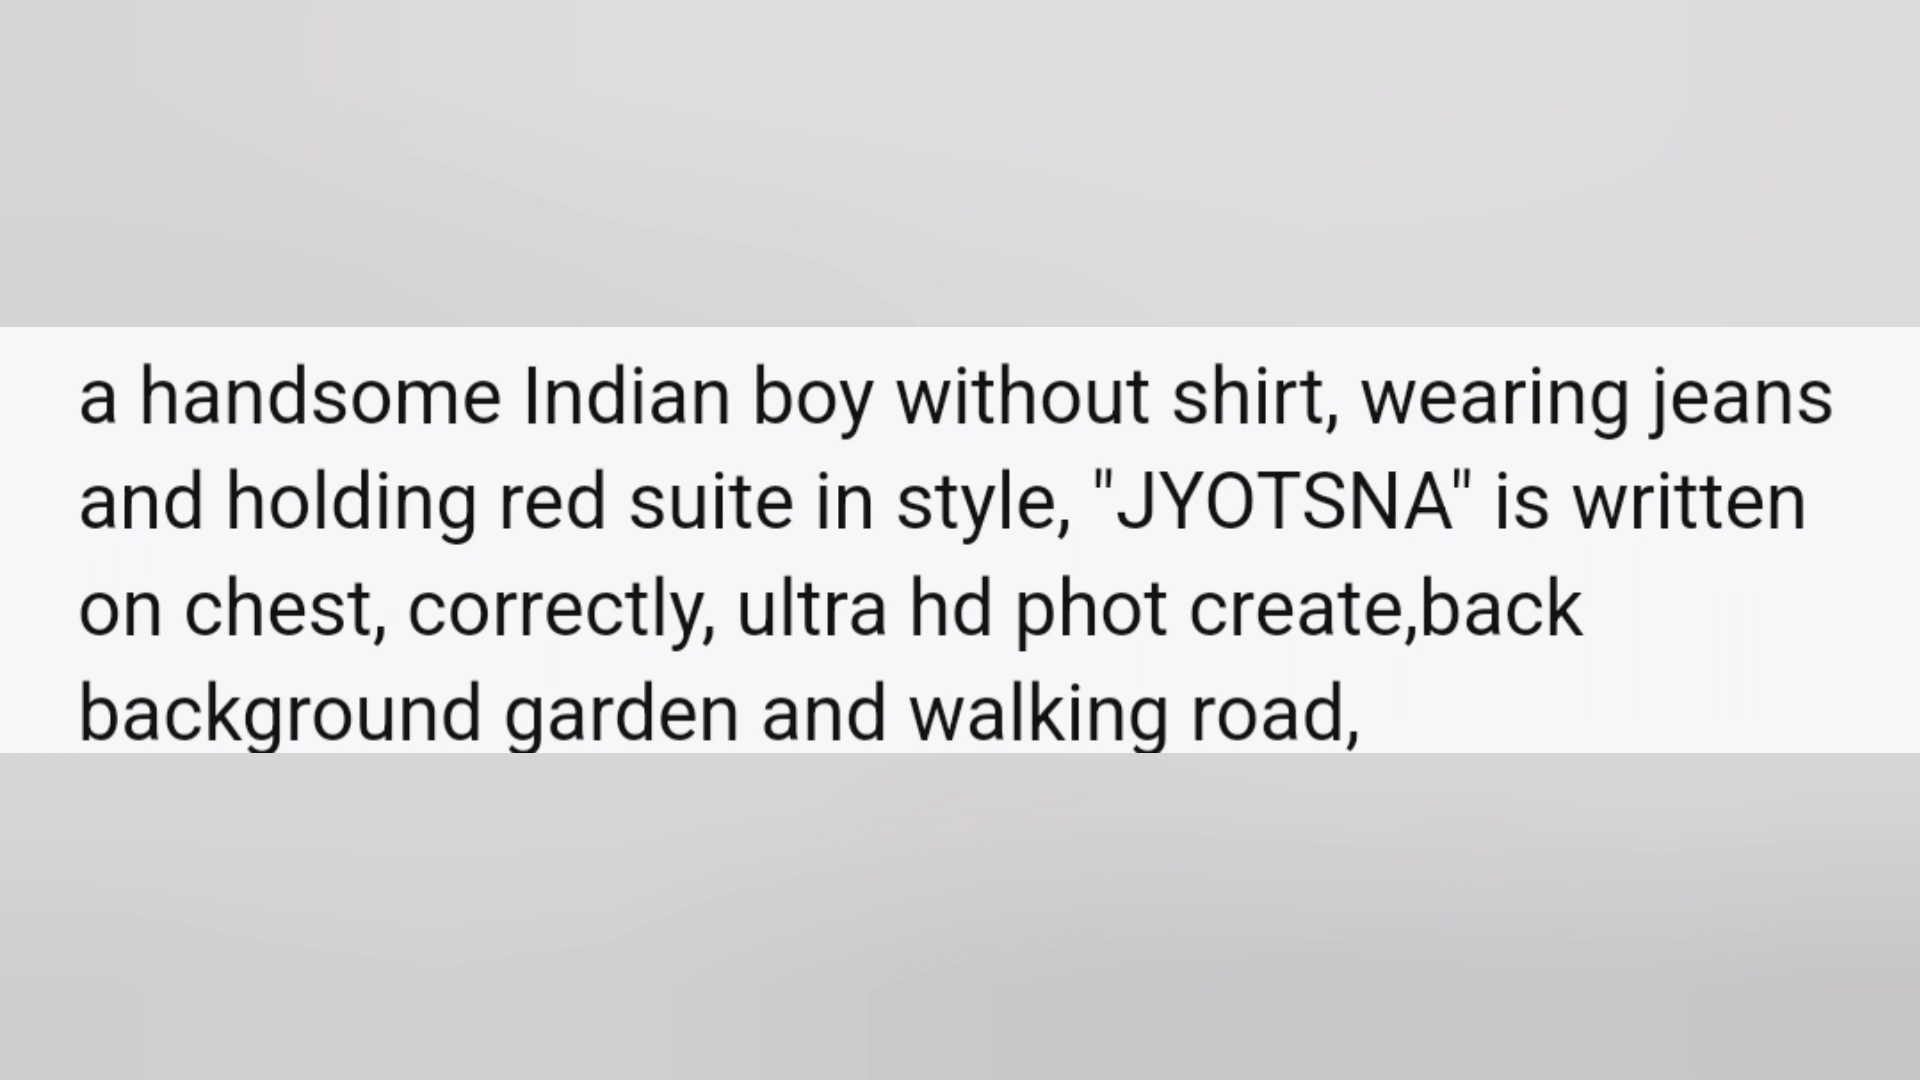 a handsome Indian boy without shirt, wearing jeans
and holding red suite in style, "JYOTSNA" is written
on chest, correctly, ultra hd phot create,back
background garden and walking road,